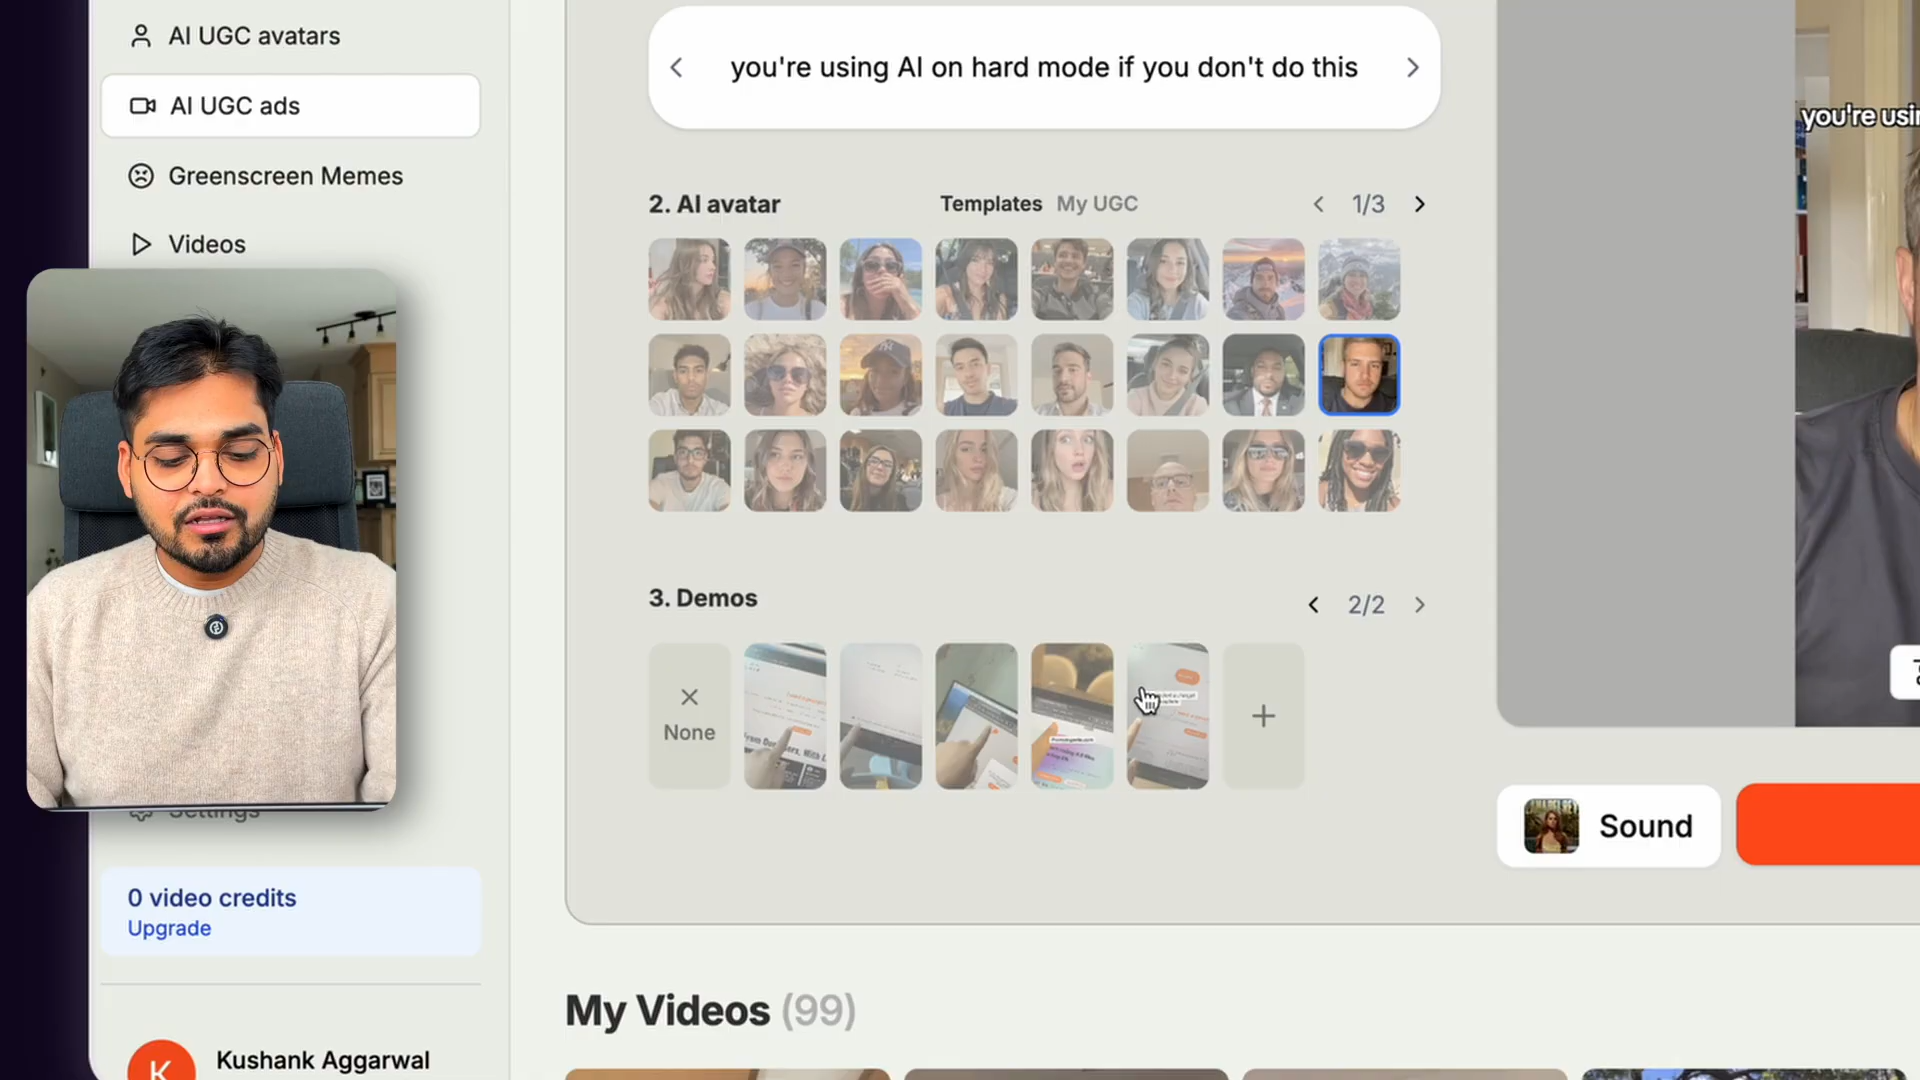 AI UGC avatars
AI UGC ads
Greenscreen Memes
Videos
Settings
0 video credits
Upgrade
Kushank Aggarwal
K
you're using AI on hard mode if you don't do this
2. AI avatar
Templates
My UGC
1/3
3. Demos
2/2
None
My Videos (99)
you're usin
Sound